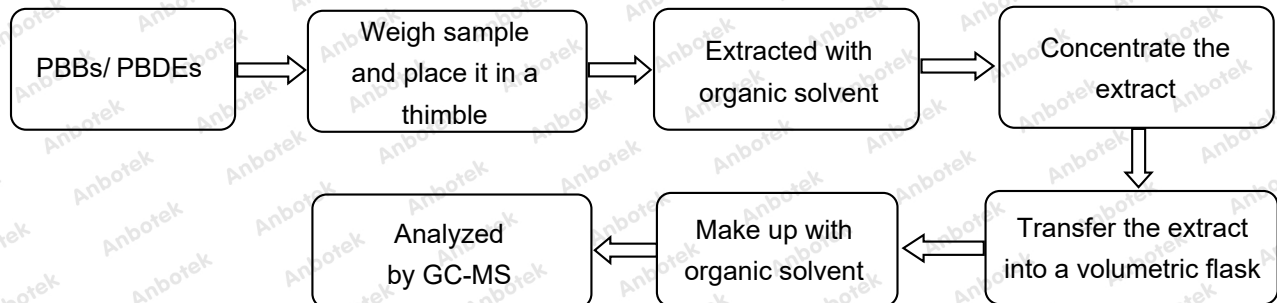 PBBs/ PBDEs
Weigh sample
and place it in a
thimble
Extracted with
organic solvent
Concentrate the
extract
Transfer the extract
into a volumetric flask
Make up with
organic solvent
Analyzed
by GC-MS
Anbotek